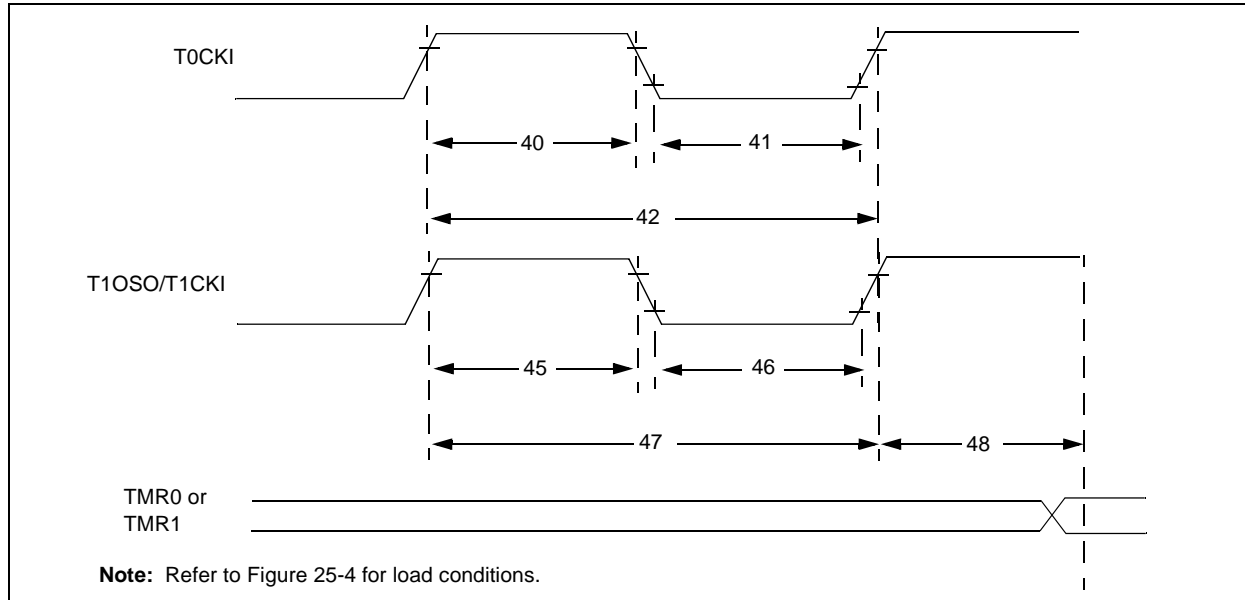 T0CKI
40
41
42
T1OSO/T1CKI
45
46
47
48
TMR0 or
TMR1
Note: Refer to Figure 25-4 for load conditions.